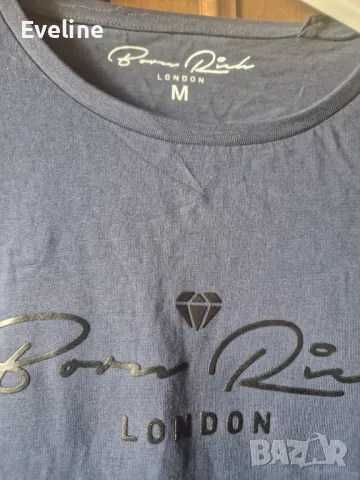 Eveline
Born Rich
LONDON
M
Born Rich
LONDON
BAZAR